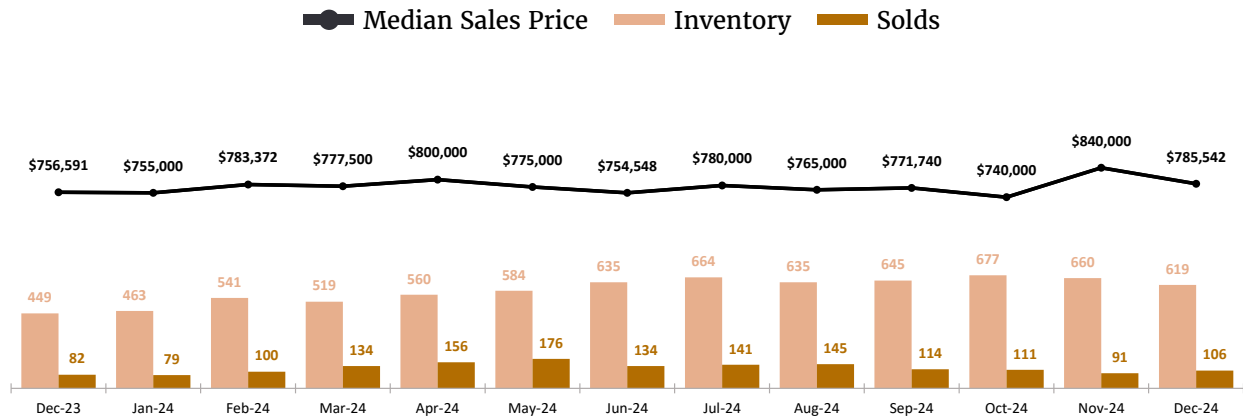 Median Sales Price Inventory Solds
$756,591 $755,000 $783,372 $777,500 $800,000 $775,000 $754,548 $780,000 $765,000 $771,740 $740,000 $840,000 $785,542
449 463 541 519 560 584 635 664 635 645 677 660 619
82 79 100 134 156 176 134 141 145 114 111 91 106
Dec-23 Jan-24 Feb-24 Mar-24 Apr-24 May-24 Jun-24 Jul-24 Aug-24 Sep-24 Oct-24 Nov-24 Dec-24